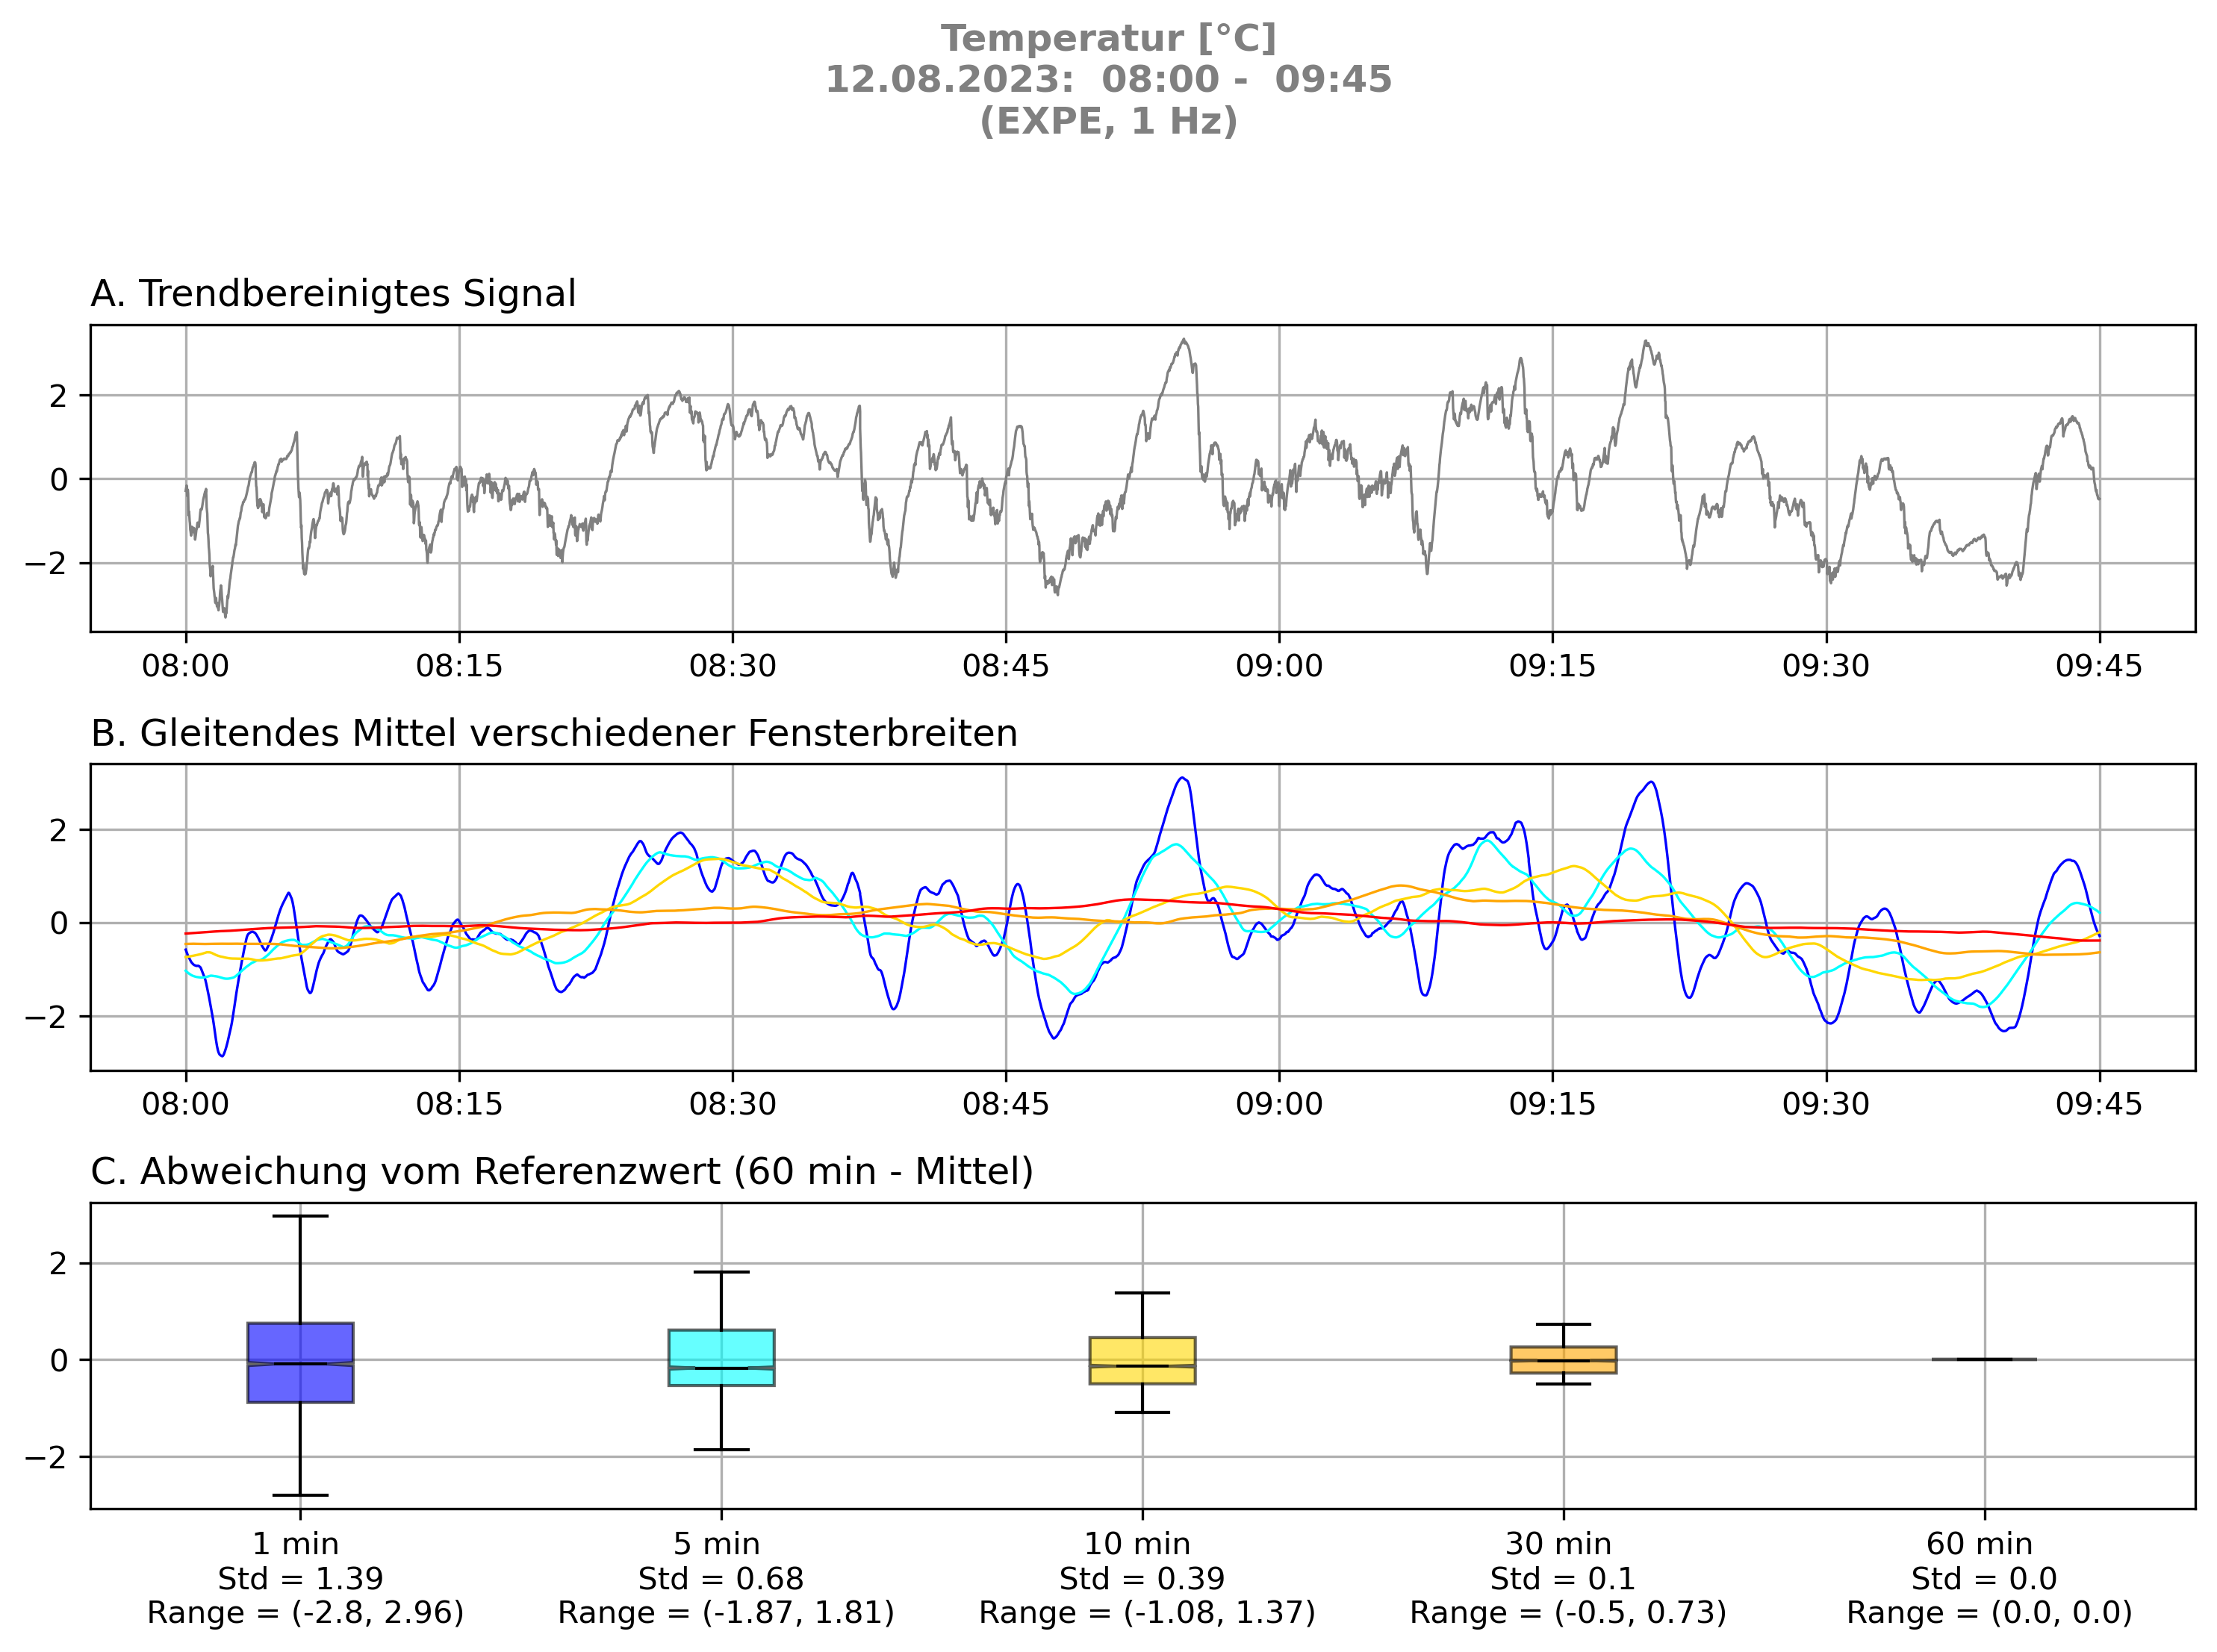 Temperatur [°C]
12.08.2023:  08:00 -  09:45
(EXPE, 1 Hz)
A. Trendbereinigtes Signal
2
0
−2
08:00 08:15 08:30 08:45 09:00 09:15 09:30 09:45
B. Gleitendes Mittel verschiedener Fensterbreiten
2
0
−2
08:00 08:15 08:30 08:45 09:00 09:15 09:30 09:45
C. Abweichung vom Referenzwert (60 min - Mittel)
2
0
−2
1 min 5 min 10 min 30 min 60 min
Std = 1.39 Std = 0.68 Std = 0.39 Std = 0.1 Std = 0.0
Range = (-2.8, 2.96) Range = (-1.87, 1.81) Range = (-1.08, 1.37) Range = (-0.5, 0.73) Range = (0.0, 0.0)